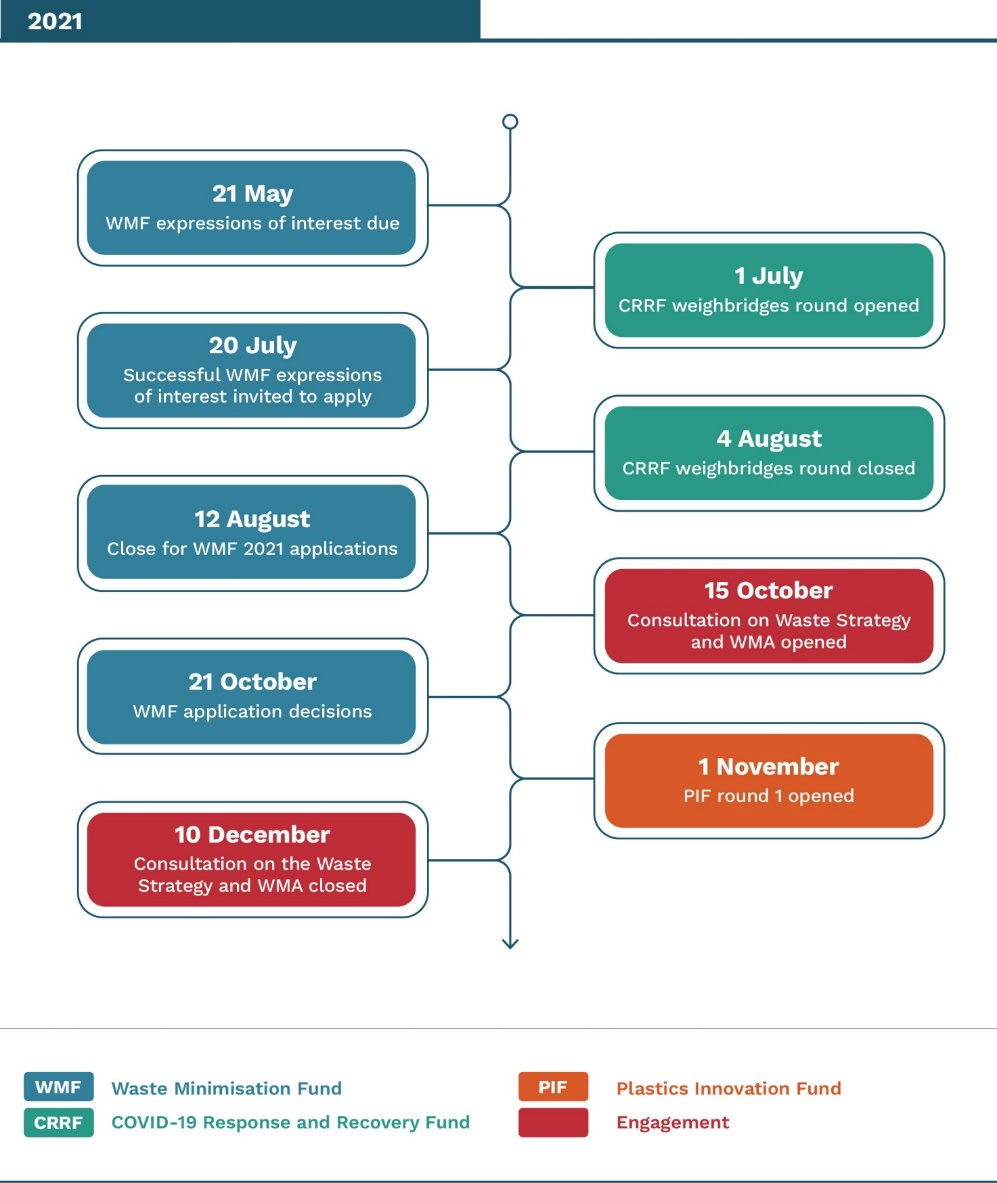 2021
21 May
WMF expressions of interest due
1 July
CRRF weighbridges round opened
20 July
Successful WMF expressions
of interest invited to apply
4 August
CRRF weighbridges round closed
12 August
Close for WMF 2021 applications
15 October
Consultation on Waste Strategy
and WMA opened
21 October
WMF application decisions
1 November
PIF round 1 opened
10 December
Consultation on the Waste
Strategy and WMA closed
WMF Waste Minimisation Fund
CRRF COVID-19 Response and Recovery Fund
PIF Plastics Innovation Fund
Engagement